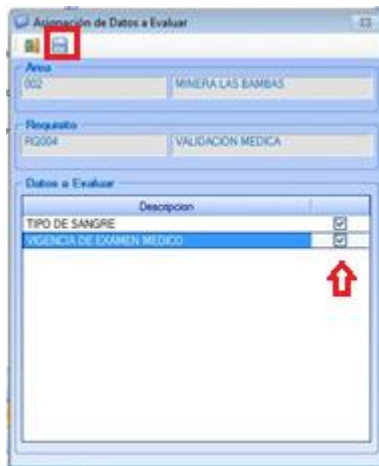 Asignación de Datos a Evaluar
Area
002 MINERA LAS BAMBAS
Requisito
RQ004 VALIDACION MEDICA
Datos a Evaluar
Descripcion
TIPO DE SANGRE
VIGENCIA DE EXAMEN MEDICO